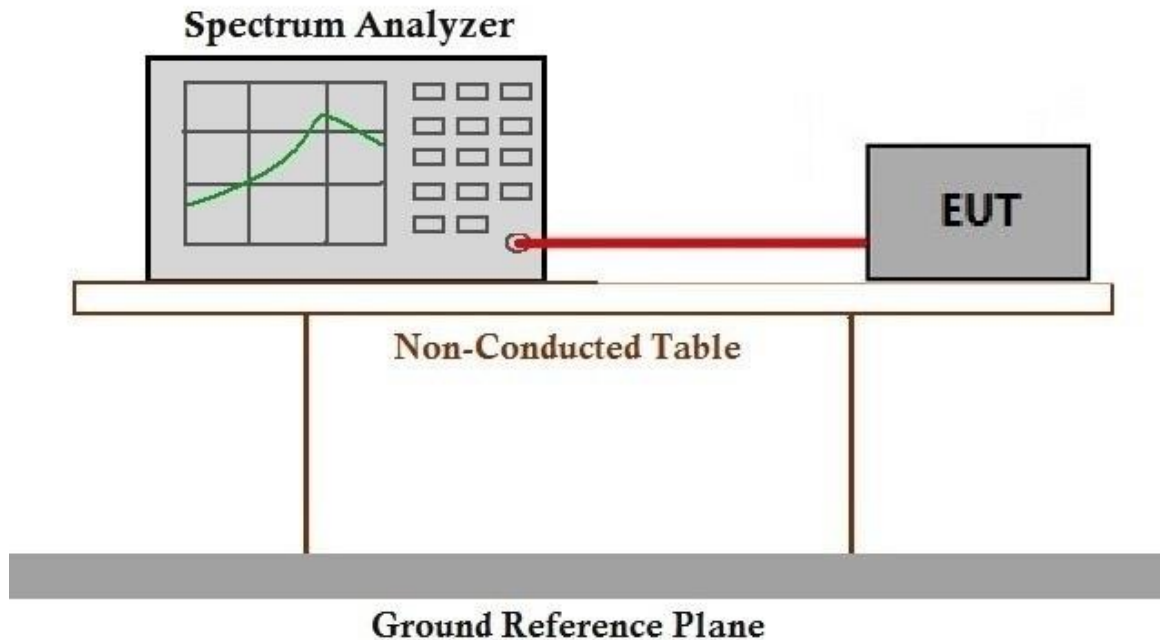 Spectrum Analyzer
EUT
Non-Conducted Table
Ground Reference Plane